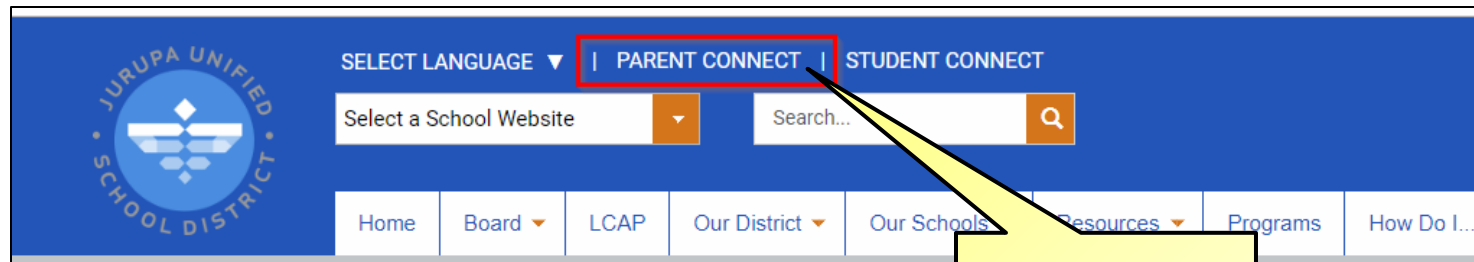 JURUPA UNIFIED
• SCHOOL DISTRICT •
SELECT LANGUAGE ▼ | PARENT CONNECT | STUDENT CONNECT
Select a School Website
Search...
Home Board LCAP Our District Our Schools Resources Programs How Do I...